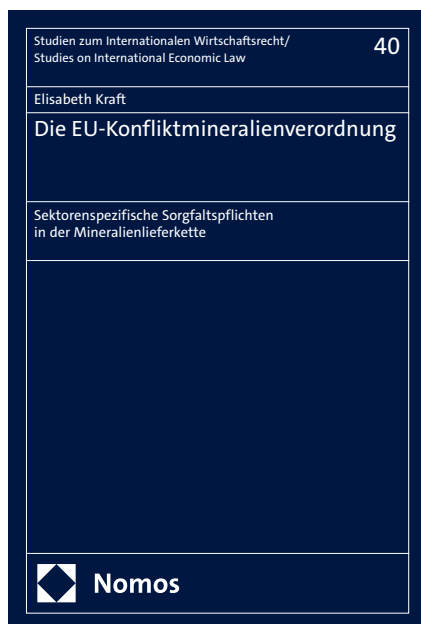 Studien zum Internationalen Wirtschaftsrecht/
Studies on International Economic Law
40
Elisabeth Kraft
Die EU-Konfliktmineralienverordnung
Sektorenspezifische Sorgfaltspflichten
in der Mineralienlieferkette
Nomos